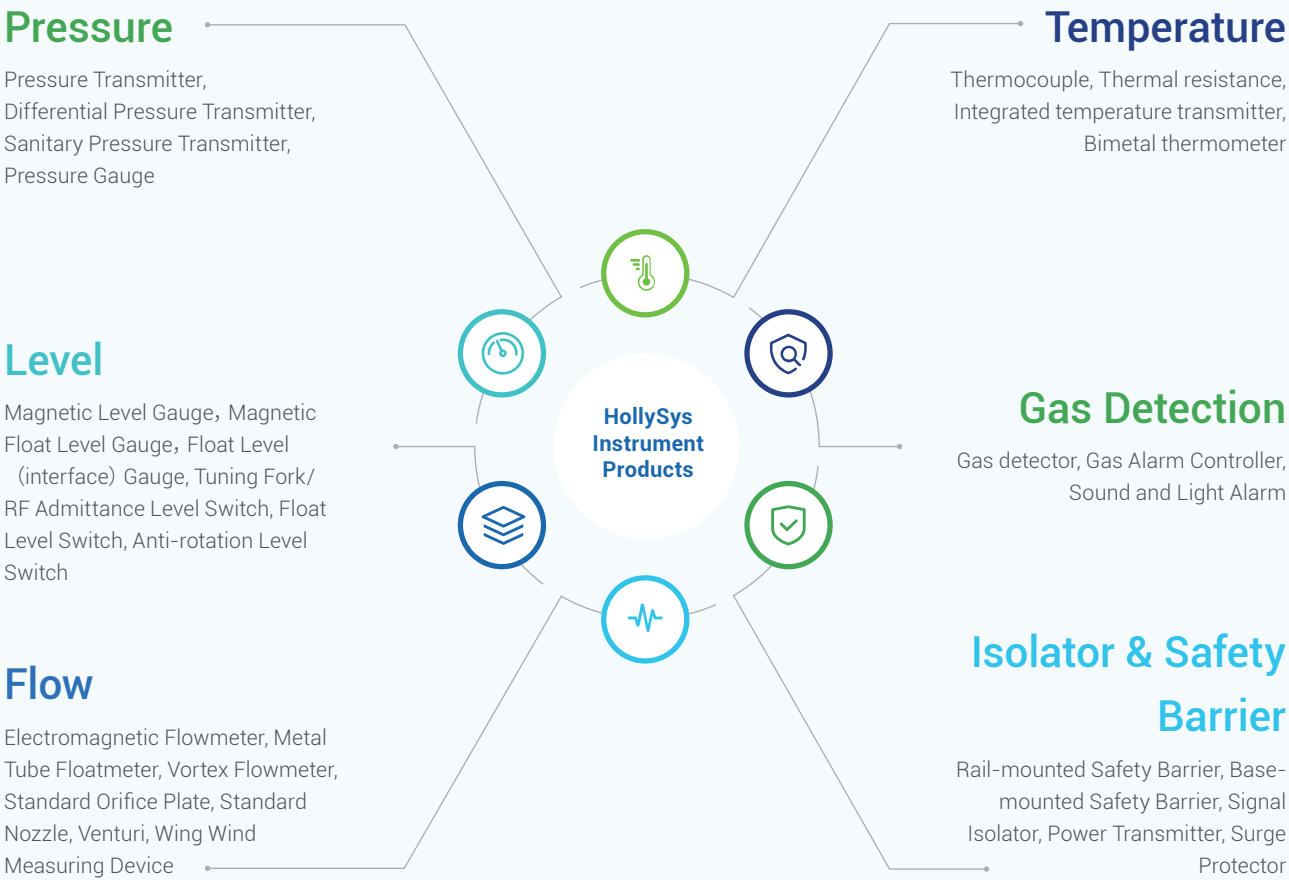 Pressure
Pressure Transmitter,
Differential Pressure Transmitter,
Sanitary Pressure Transmitter,
Pressure Gauge
Temperature
Thermocouple, Thermal resistance,
Integrated temperature transmitter,
Bimetal thermometer
Level
Magnetic Level Gauge，Magnetic
Float Level Gauge，Float Level
（interface）Gauge, Tuning Fork/
RF Admittance Level Switch, Float
Level Switch, Anti-rotation Level
Switch
HollySys
Instrument
Products
Gas Detection
Gas detector, Gas Alarm Controller,
Sound and Light Alarm
Flow
Electromagnetic Flowmeter, Metal
Tube Floatmeter, Vortex Flowmeter,
Standard Orifice Plate, Standard
Nozzle, Venturi, Wing Wind
Measuring Device
Isolator & Safety
Barrier
Rail-mounted Safety Barrier, Base-
mounted Safety Barrier, Signal
Isolator, Power Transmitter, Surge
Protector